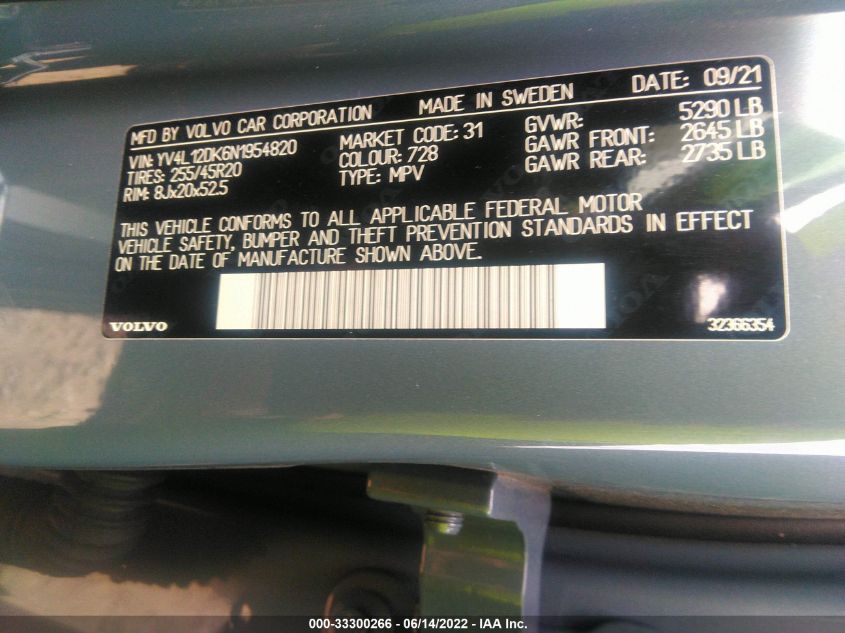 MFD BY VOLVO CAR CORPORATION MADE IN SWEDEN DATE: 09/21
VIN: YV4L12DK6N1954820 MARKET CODE: 31 GVWR: 5290 LB
TIRES: 255/45R20 COLOUR: 728 GAWR FRONT: 2645 LB
RIM: 8Jx20x52.5 TYPE: MPV GAWR REAR: 2735 LB
THIS VEHICLE CONFORMS TO ALL APPLICABLE FEDERAL MOTOR
VEHICLE SAFETY, BUMPER AND THEFT PREVENTION STANDARDS IN EFFECT
ON THE DATE OF MANUFACTURE SHOWN ABOVE.
VOLVO 32366354
000-33300266 - 06/14/2022 - IAA Inc.